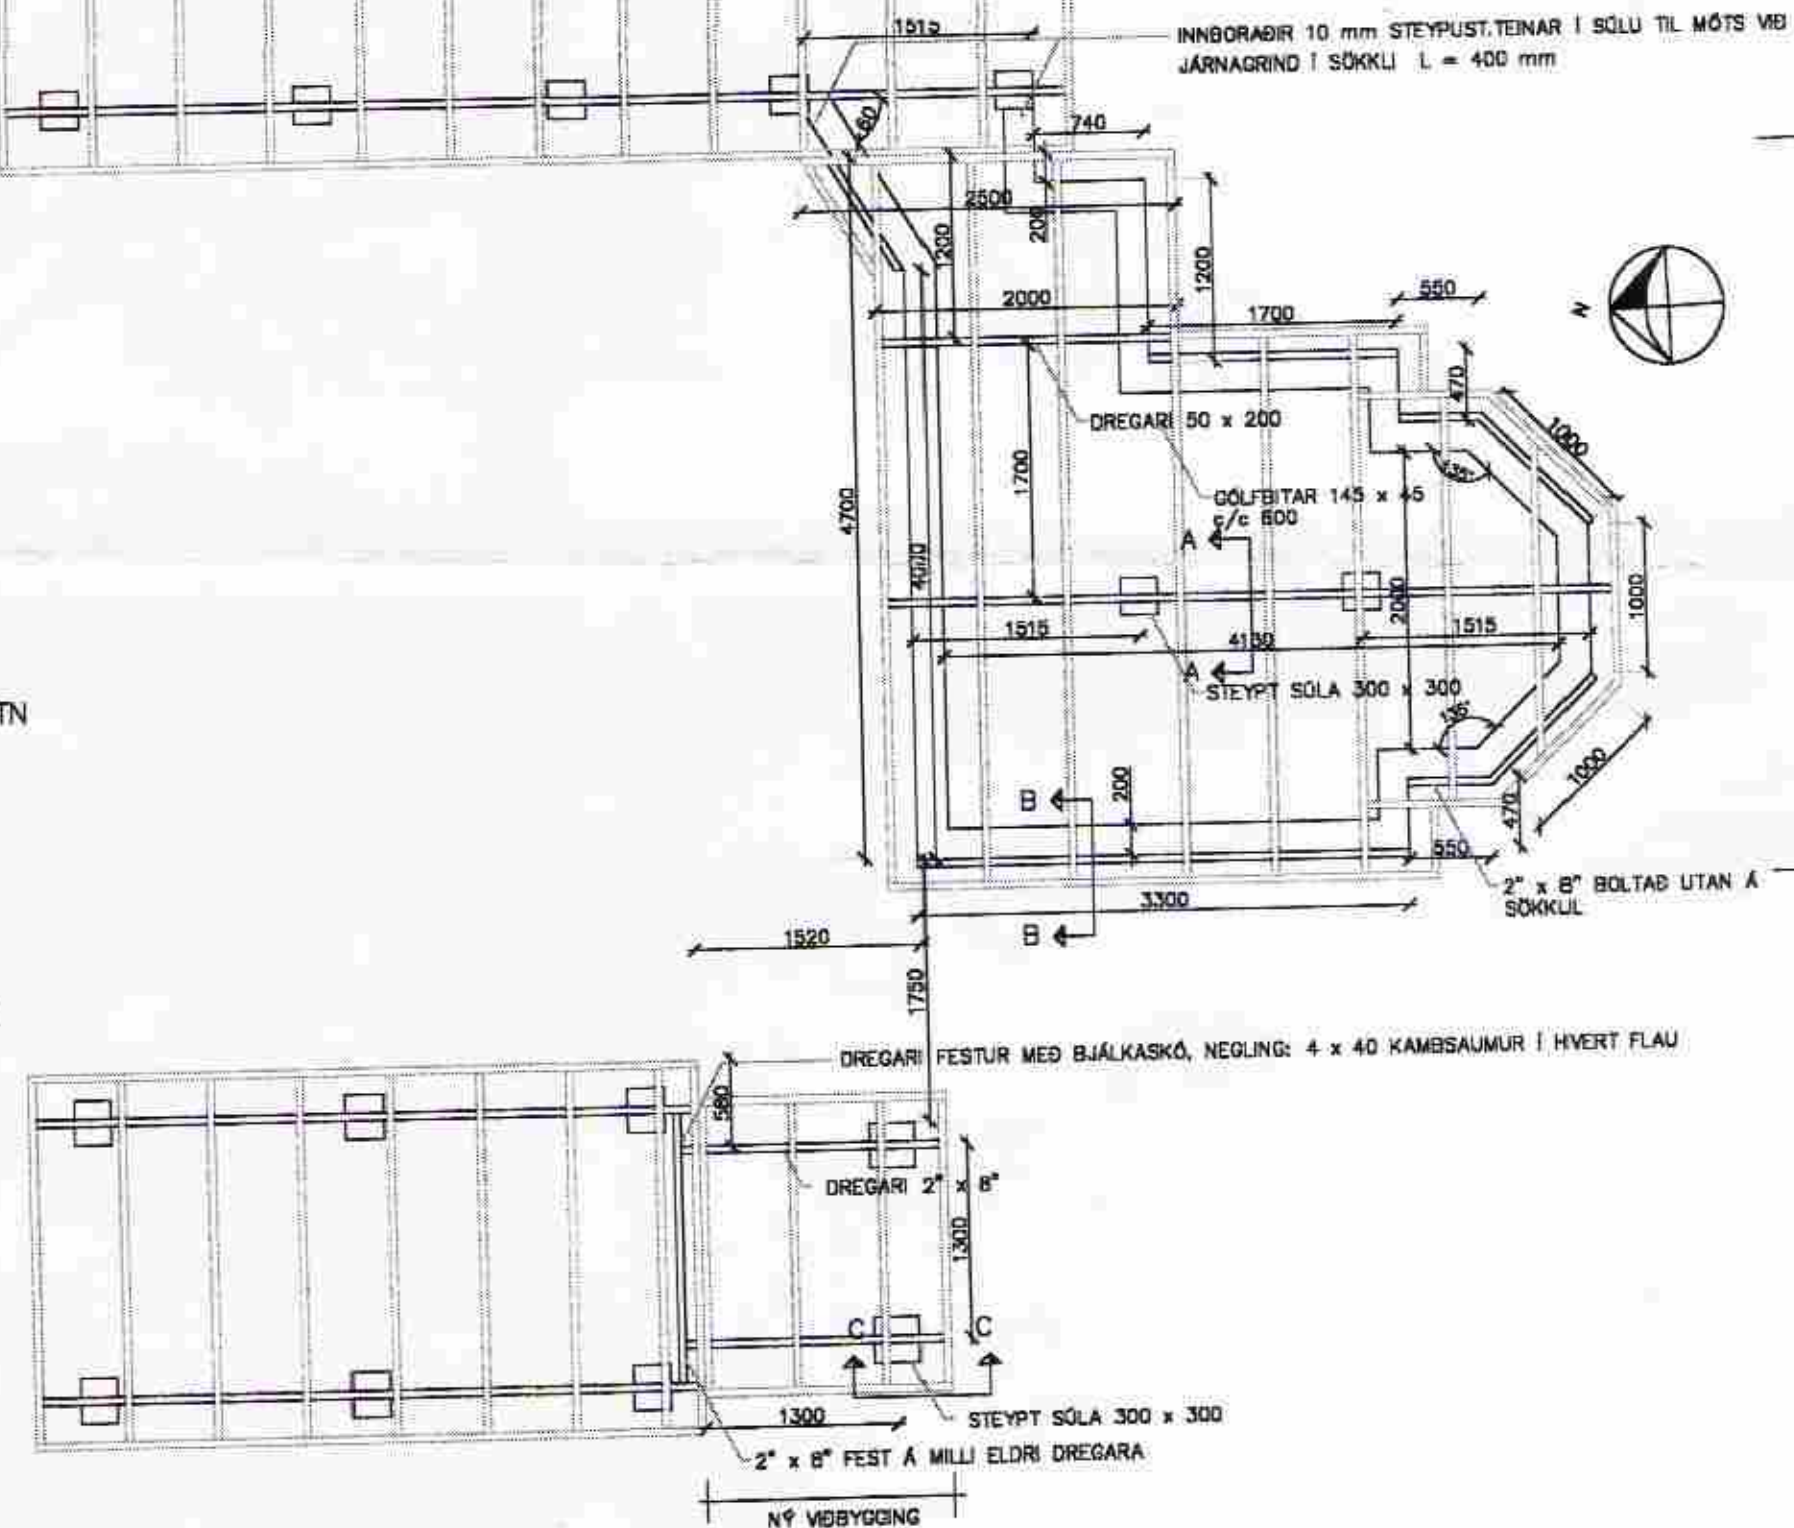 1515
INNBORAÐIR 10 mm STEYPUST.TEINAR Í SÚLU TIL MÓTS VIÐ
JÁRNAGRIND Í SÖKKLI L = 400 mm
60
740
2500
200
1200
1200
2000
550
1700
N
470
1000
DREGARI 50 x 200
1700
135°
GÓLFBITAR 145 x 45
c/c 600
4700
A
4070
2000
1000
1515
4130
1515
A
STEYPT SÚLA 300 x 300
TN
135°
1000
200
B
470
550
2" x 8" BOLTAÐ UTAN Á
SÖKKUL
3300
B
1520
1750
DREGARI FESTUR MEÐ BJÁLKASKÓ, NEGLING: 4 x 40 KAMBSAUMUR Í HVERT FLAU
580
DREGARI 2" x 8"
1300
C
C
1300
STEYPT SÚLA 300 x 300
2" x 8" FEST Á MILLI ELDRI DREGARA
NÝ VIÐBYGGING